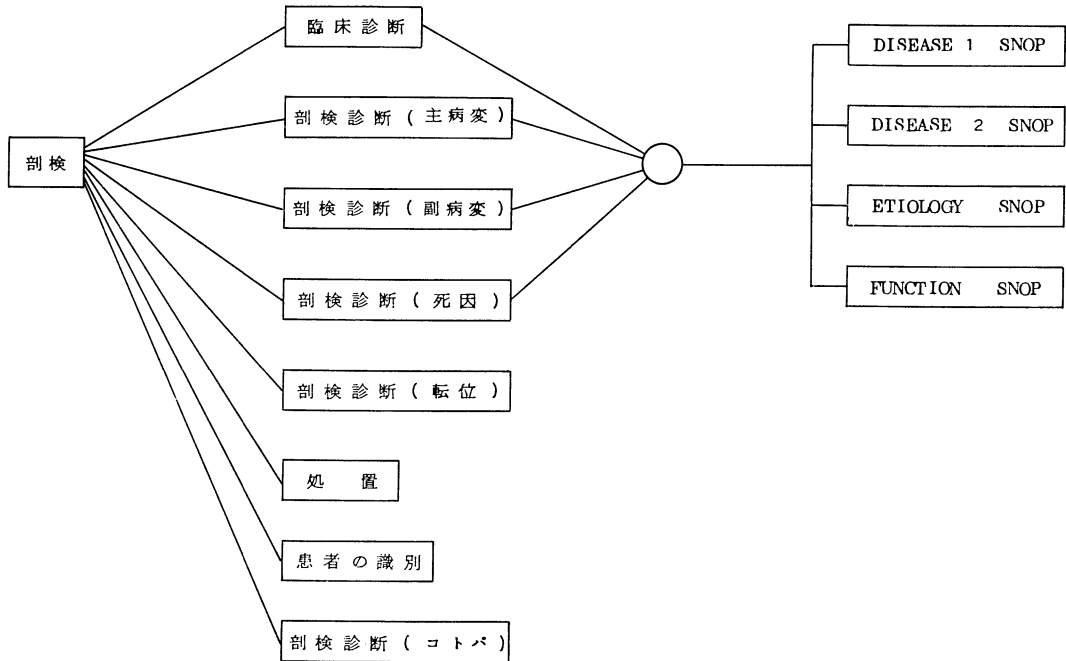 臨床診断
剖検診断(主病変)
剖検
剖検診断(副病変)
剖検診断(死因)
剖検診断(転位)
処 置
患者の識別
剖検診断(コトバ)
DISEASE 1 SNOP
DISEASE 2 SNOP
ETIOLOGY SNOP
FUNCTION SNOP